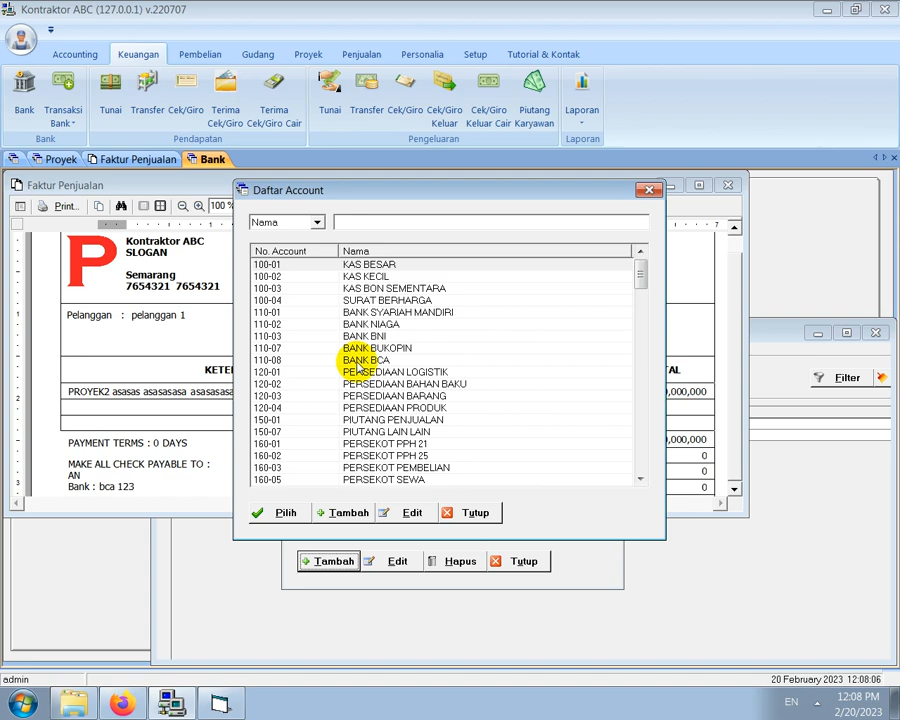 Kontraktor ABC (127.0.0.1) v.220707
Accounting Keuangan Pembelian Gudang Proyek Penjualan Personalia Setup Tutorial & Kontak
Bank Transaksi Bank Tunai Transfer Cek/Giro Terima Cek/Giro Terima Cek/Giro Cair Tunai Transfer Cek/Giro Cek/Giro Keluar Cek/Giro Keluar Cair Piutang Karyawan Laporan
Bank Pendapatan Pengeluaran Laporan
Proyek Faktur Penjualan Bank
Faktur Penjualan
Print... 100 %
Kontraktor ABC
SLOGAN
Semarang
7654321 7654321
Pelanggan : pelanggan 1
KETE
TAL
PROYEK2 asasas asasasas asasasasa
0,000,000
PAYMENT TERMS : 0 DAYS
0,000,000
0
MAKE ALL CHECK PAYABLE TO :
0
AN
Bank : bca 123
0
Filter
Daftar Account
Nama
No. Account Nama
100-01 KAS BESAR
100-02 KAS KECIL
100-03 KAS BON SEMENTARA
100-04 SURAT BERHARGA
110-01 BANK SYARIAH MANDIRI
110-02 BANK NIAGA
110-03 BANK BNI
110-07 BANK BUKOPIN
110-08 BANK BCA
120-01 PERSEDIAAN LOGISTIK
120-02 PERSEDIAAN BAHAN BAKU
120-03 PERSEDIAAN BARANG
120-04 PERSEDIAAN PRODUK
150-01 PIUTANG PENJUALAN
150-07 PIUTANG LAIN LAIN
160-01 PERSEKOT PPH 21
160-02 PERSEKOT PPH 25
160-03 PERSEKOT PEMBELIAN
160-05 PERSEKOT SEWA
Pilih Tambah Edit Tutup
Tambah Edit Hapus Tutup
admin 20 February 2023 12:08:06
EN 12:08 PM
2/20/2023